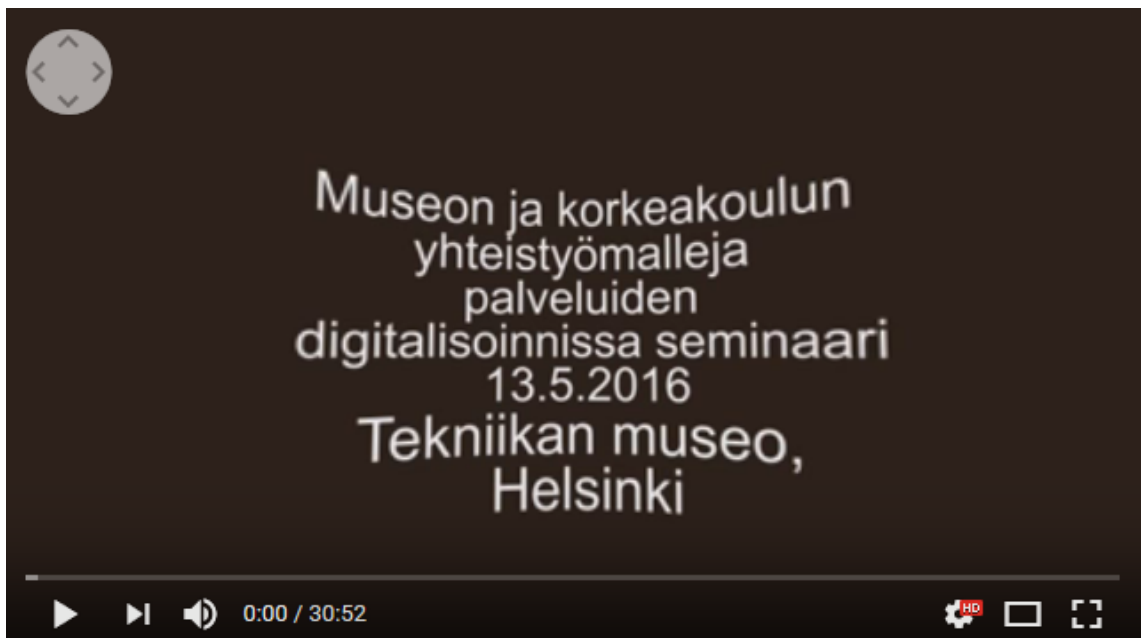 Museon ja korkeakoulun
yhteistyömalleja
palveluiden
digitalisoinnissa seminaari
13.5.2016
Tekniikan museo,
Helsinki
0:00 / 30:52
HD